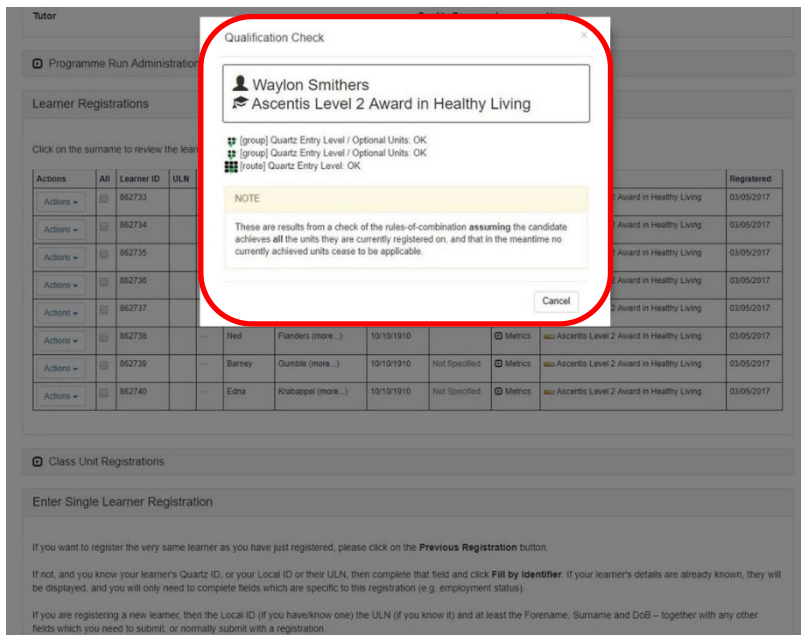 Tutor
Programme Run Administration
Learner Registrations
Click on the surname to review the lear
Qualification Check
×
Waylon Smithers
Ascentis Level 2 Award in Healthy Living
[group] Quartz Entry Level / Optional Units: OK
[group] Quartz Entry Level / Optional Units: OK
[route] Quartz Entry Level: OK
NOTE
These are results from a check of the rules-of-combination assuming the candidate
achieves all the units they are currently registered on, and that in the meantime no
currently achieved units cease to be applicable.
Cancel
Actions All Learner ID ULN Registered
Actions 862733 2 Award in Healthy Living 03/05/2017
Actions 862734 2 Award in Healthy Living 03/05/2017
Actions 862735 2 Award in Healthy Living 03/05/2017
Actions 862736 2 Award in Healthy Living 03/05/2017
Actions 862737 2 Award in Healthy Living 03/05/2017
Actions 862738 ... Ned Flanders (more...) 10/10/1910 Metrics Ascentis Level 2 Award in Healthy Living 03/05/2017
Actions 862739 ... Barney Gumble (more...) 10/10/1910 Not Specified Metrics Ascentis Level 2 Award in Healthy Living 03/05/2017
Actions 862740 ... Edna Krabappel (more...) 10/10/1910 Not Specified Metrics Ascentis Level 2 Award in Healthy Living 03/05/2017
Class Unit Registrations
Enter Single Learner Registration
If you want to register the very same learner as you have just registered, please click on the Previous Registration button.
If not, and you know your learner's Quartz ID, or your Local ID or their ULN, then complete that field and click Fill by Identifier. If your learner's details are already known, they will
be displayed, and you will only need to complete fields which are specific to this registration (e.g. employment status).
If you are registering a new learner, then the Local ID (if you have/know one) the ULN (if you know it) and at least the Forename, Surname and DoB – together with any other
fields which you need to submit, or normally submit with a registration.